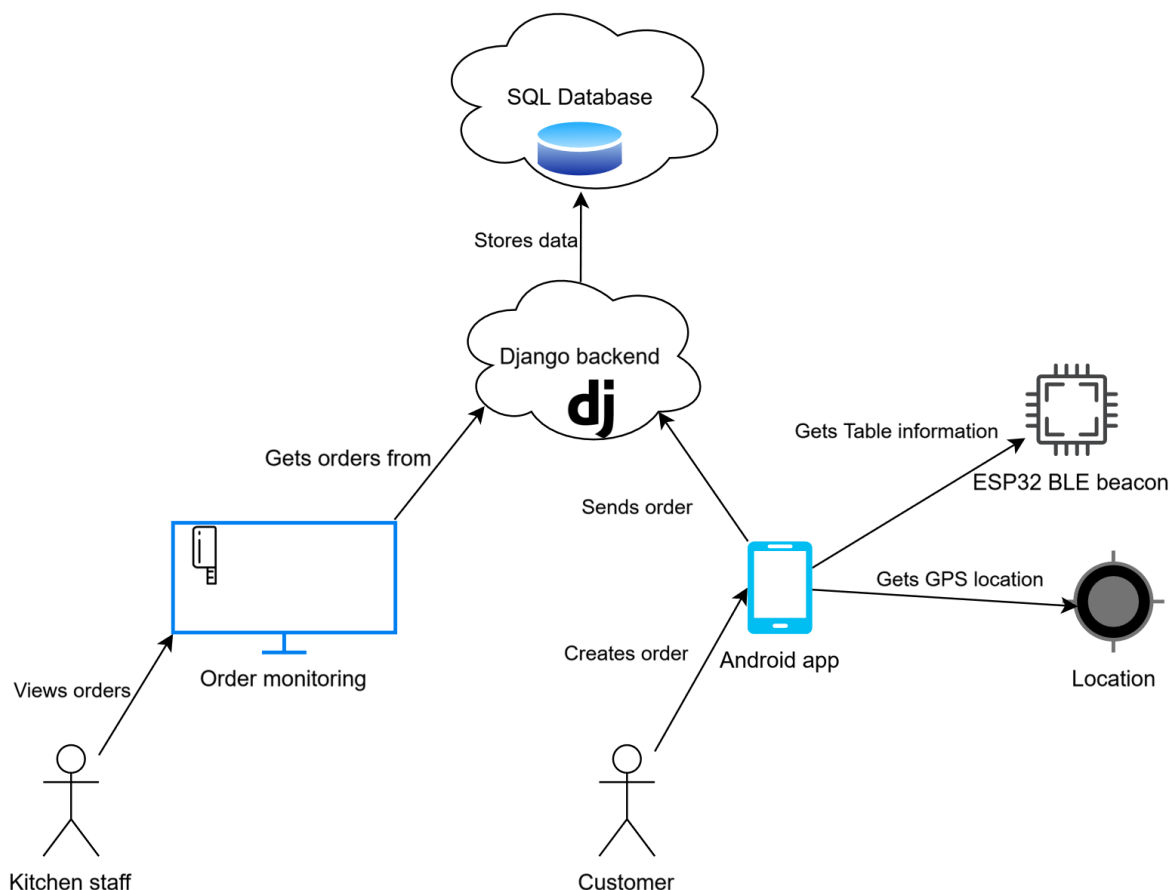 SQL Database
Stores data
Django backend
dj
Gets orders from
Sends order
Gets Table information
ESP32 BLE beacon
Gets GPS location
Location
Order monitoring
Android app
Views orders
Creates order
Kitchen staff
Customer